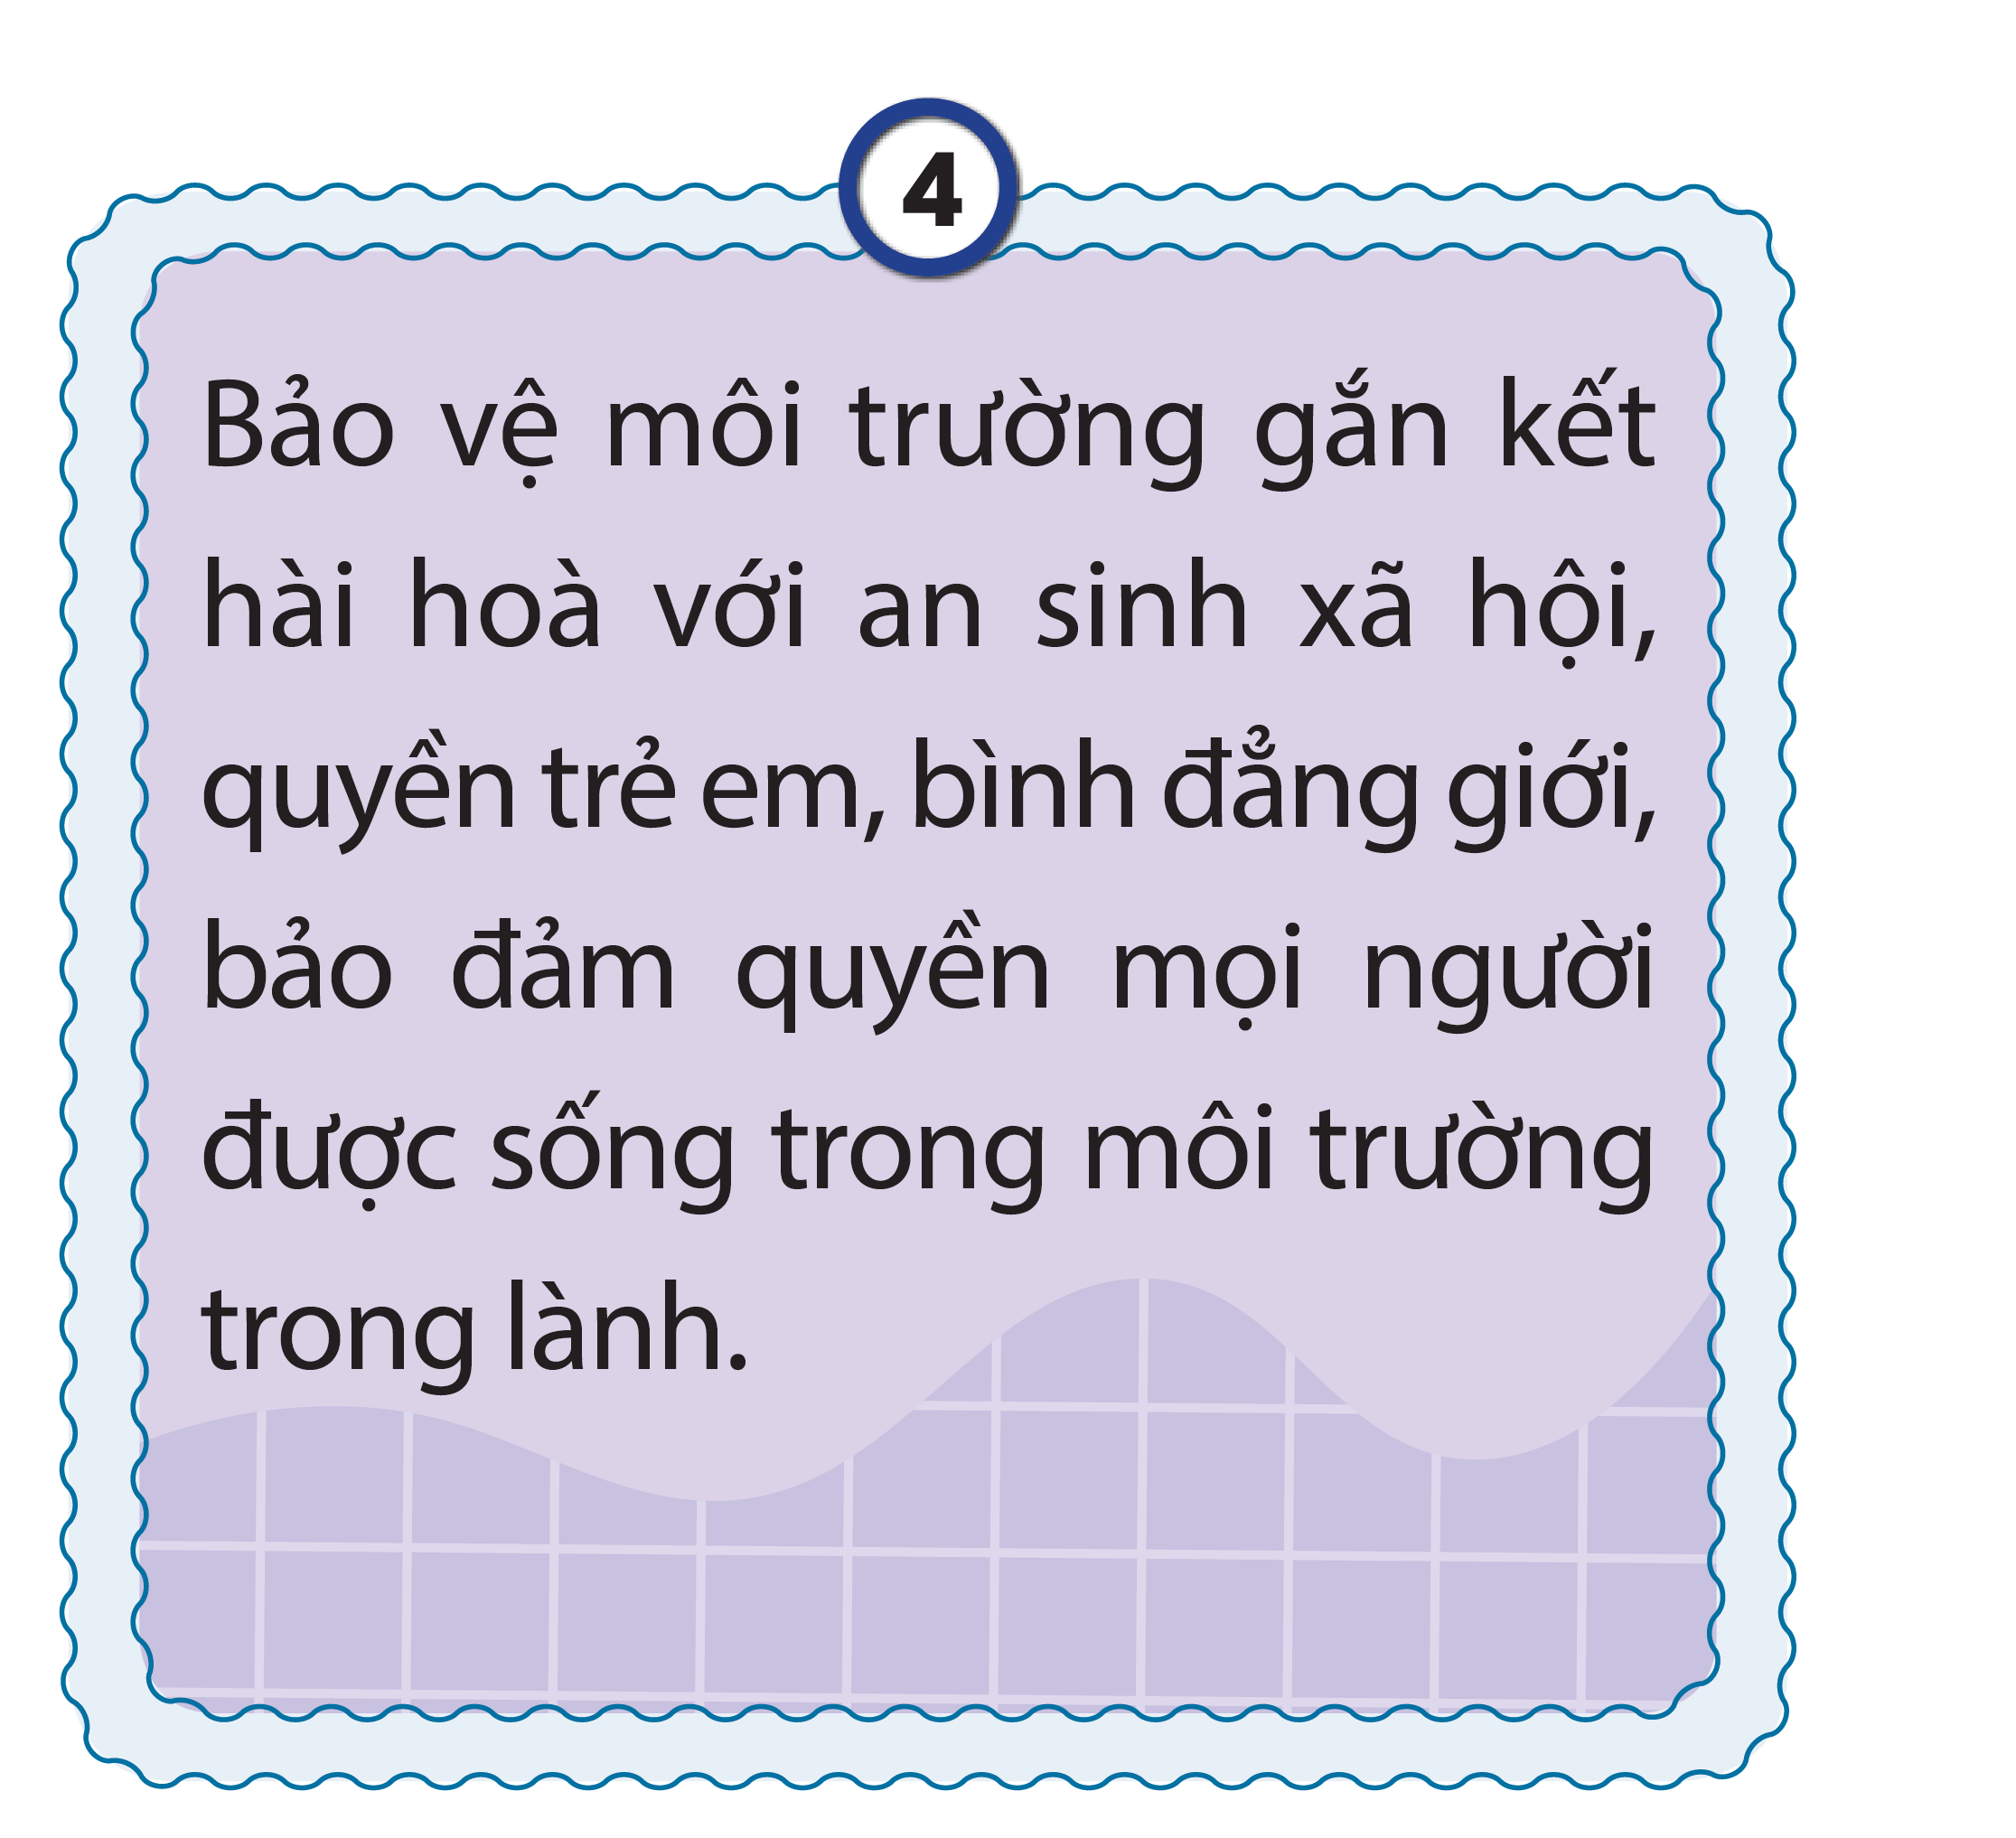 4
Bảo vệ môi trường gắn kết
hài hoà với an sinh xã hội,
quyền trẻ em, bình đẳng giới,
bảo đảm quyền mọi người
được sống trong môi trường
trong lành.